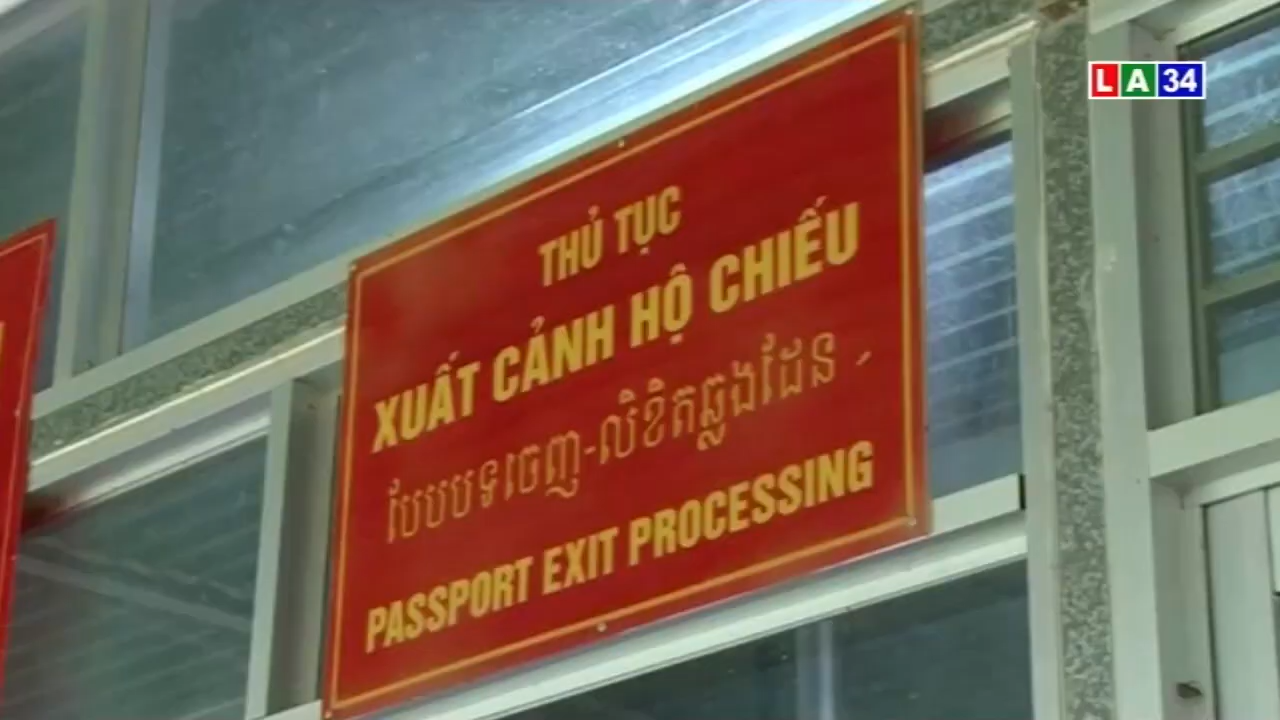 LA34
THỦ TỤC
XUẤT CẢNH HỘ CHIẾU
បែបបទចេញ-លិខិតឆ្លងដែន
PASSPORT EXIT PROCESSING